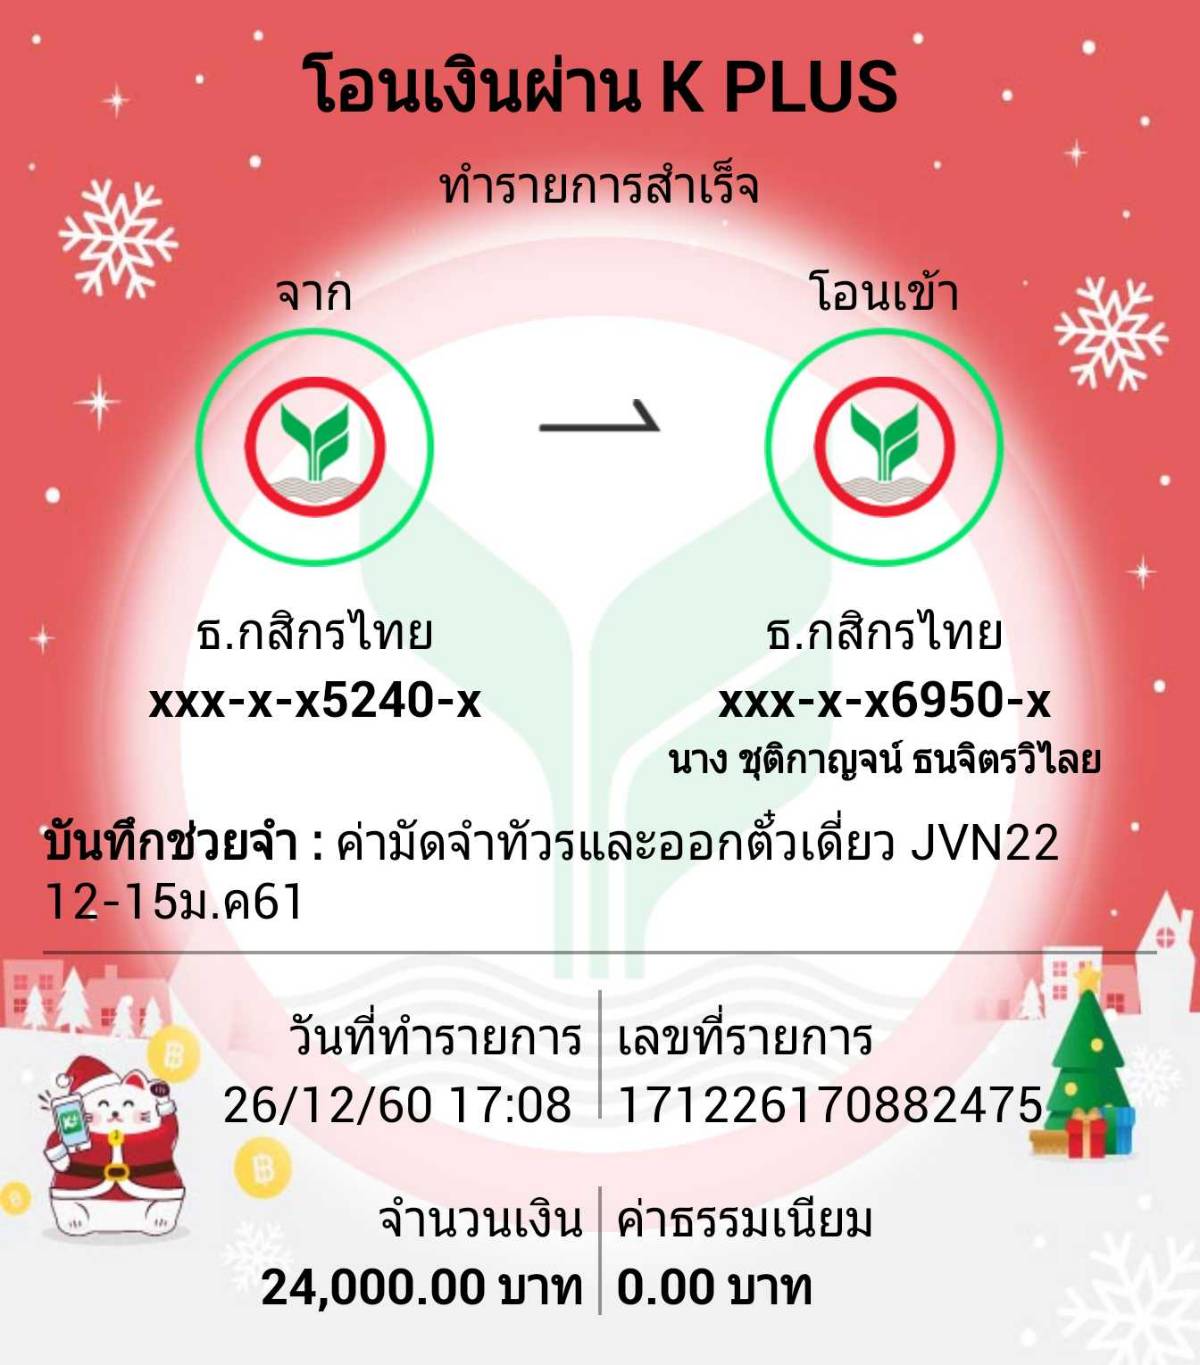 โอนเงินผ่าน K PLUS
ทำรายการสำเร็จ
จาก
โอนเข้า
ธ.กสิกรไทย
xxx-x-x5240-x
ธ.กสิกรไทย
xxx-x-x6950-x
นาง ชุติกาญจน์ ธนจิตรวิไลย
บันทึกช่วยจำ : ค่ามัดจำทัวรและออกตั๋วเดี่ยว JVN22
12-15ม.ค61
วันที่ทำรายการ
26/12/60 17:08
เลขที่รายการ
171226170882475
จำนวนเงิน
24,000.00 บาท
ค่าธรรมเนียม
0.00 บาท